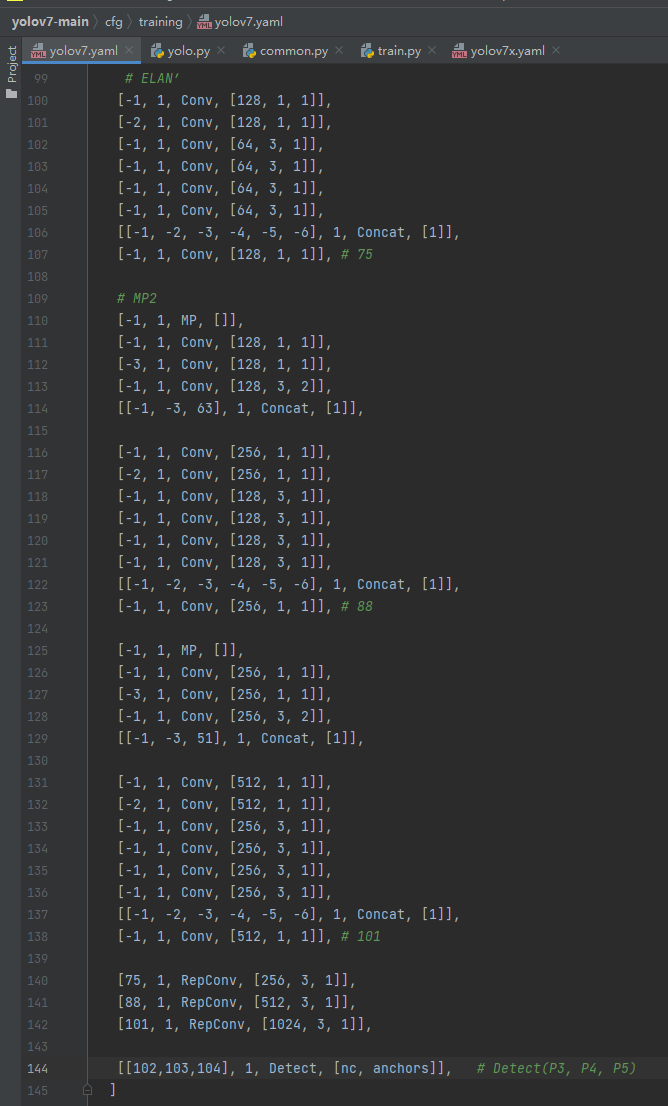 yolov7-main › cfg › training › yolov7.yaml
yolov7.yaml × yolo.py × common.py × train.py × yolov7x.yaml ×
Project
99 # ELAN’
100 [-1, 1, Conv, [128, 1, 1]],
101 [-2, 1, Conv, [128, 1, 1]],
102 [-1, 1, Conv, [64, 3, 1]],
103 [-1, 1, Conv, [64, 3, 1]],
104 [-1, 1, Conv, [64, 3, 1]],
105 [-1, 1, Conv, [64, 3, 1]],
106 [[-1, -2, -3, -4, -5, -6], 1, Concat, [1]],
107 [-1, 1, Conv, [128, 1, 1]], # 75
108
109 # MP2
110 [-1, 1, MP, []],
111 [-1, 1, Conv, [128, 1, 1]],
112 [-3, 1, Conv, [128, 1, 1]],
113 [-1, 1, Conv, [128, 3, 2]],
114 [[-1, -3, 63], 1, Concat, [1]],
115
116 [-1, 1, Conv, [256, 1, 1]],
117 [-2, 1, Conv, [256, 1, 1]],
118 [-1, 1, Conv, [128, 3, 1]],
119 [-1, 1, Conv, [128, 3, 1]],
120 [-1, 1, Conv, [128, 3, 1]],
121 [-1, 1, Conv, [128, 3, 1]],
122 [[-1, -2, -3, -4, -5, -6], 1, Concat, [1]],
123 [-1, 1, Conv, [256, 1, 1]], # 88
124
125 [-1, 1, MP, []],
126 [-1, 1, Conv, [256, 1, 1]],
127 [-3, 1, Conv, [256, 1, 1]],
128 [-1, 1, Conv, [256, 3, 2]],
129 [[-1, -3, 51], 1, Concat, [1]],
130
131 [-1, 1, Conv, [512, 1, 1]],
132 [-2, 1, Conv, [512, 1, 1]],
133 [-1, 1, Conv, [256, 3, 1]],
134 [-1, 1, Conv, [256, 3, 1]],
135 [-1, 1, Conv, [256, 3, 1]],
136 [-1, 1, Conv, [256, 3, 1]],
137 [[-1, -2, -3, -4, -5, -6], 1, Concat, [1]],
138 [-1, 1, Conv, [512, 1, 1]], # 101
139
140 [75, 1, RepConv, [256, 3, 1]],
141 [88, 1, RepConv, [512, 3, 1]],
142 [101, 1, RepConv, [1024, 3, 1]],
143
144 [[102,103,104], 1, Detect, [nc, anchors]], # Detect(P3, P4, P5)
145 ]